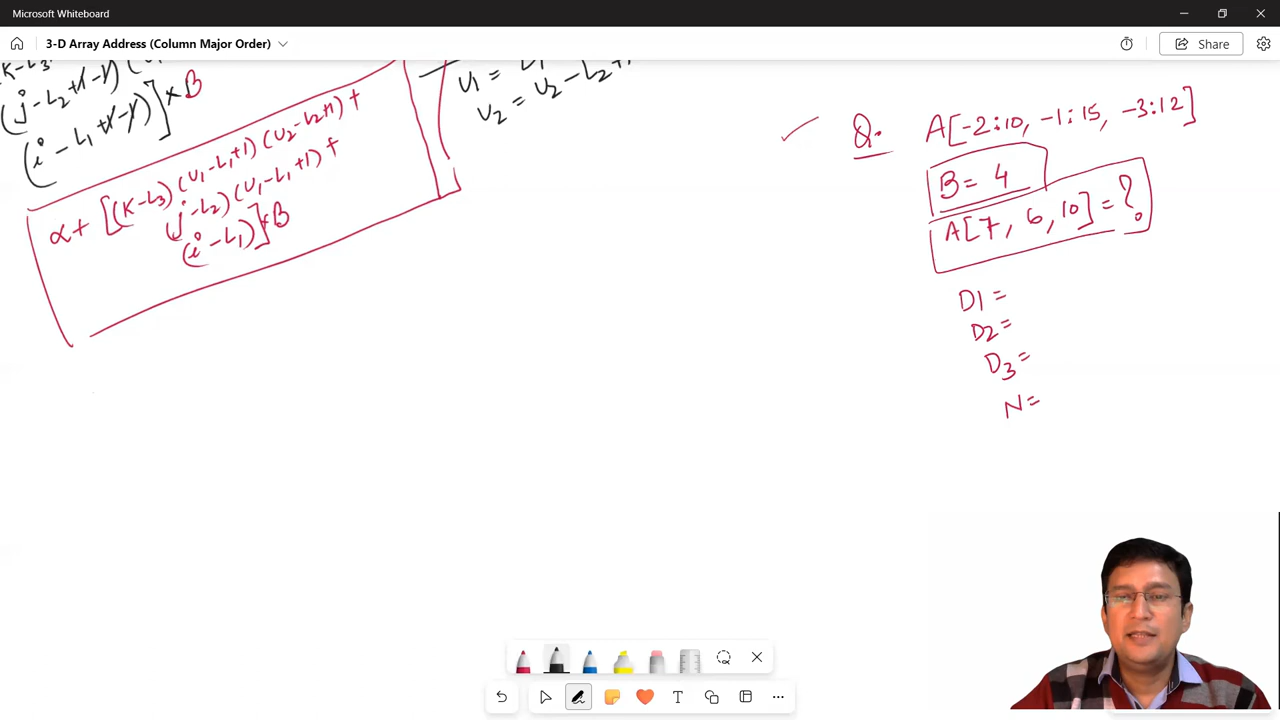 Microsoft Whiteboard
3-D Array Address (Column Major Order)
Share
(j-L2+1-1)
(i-L1+1-1)]×B
U1 =
U2 = U2-L2+1
α+ [(K-L3)(U1-L1+1)(U2-L2+1)+
(j-L2)(U1-L1+1)+
(i-L1)]*B
Q. A[-2:10, -1:15, -3:12]
B= 4
A[7, 6, 10] = ?
D1 =
D2 =
D3 =
N=